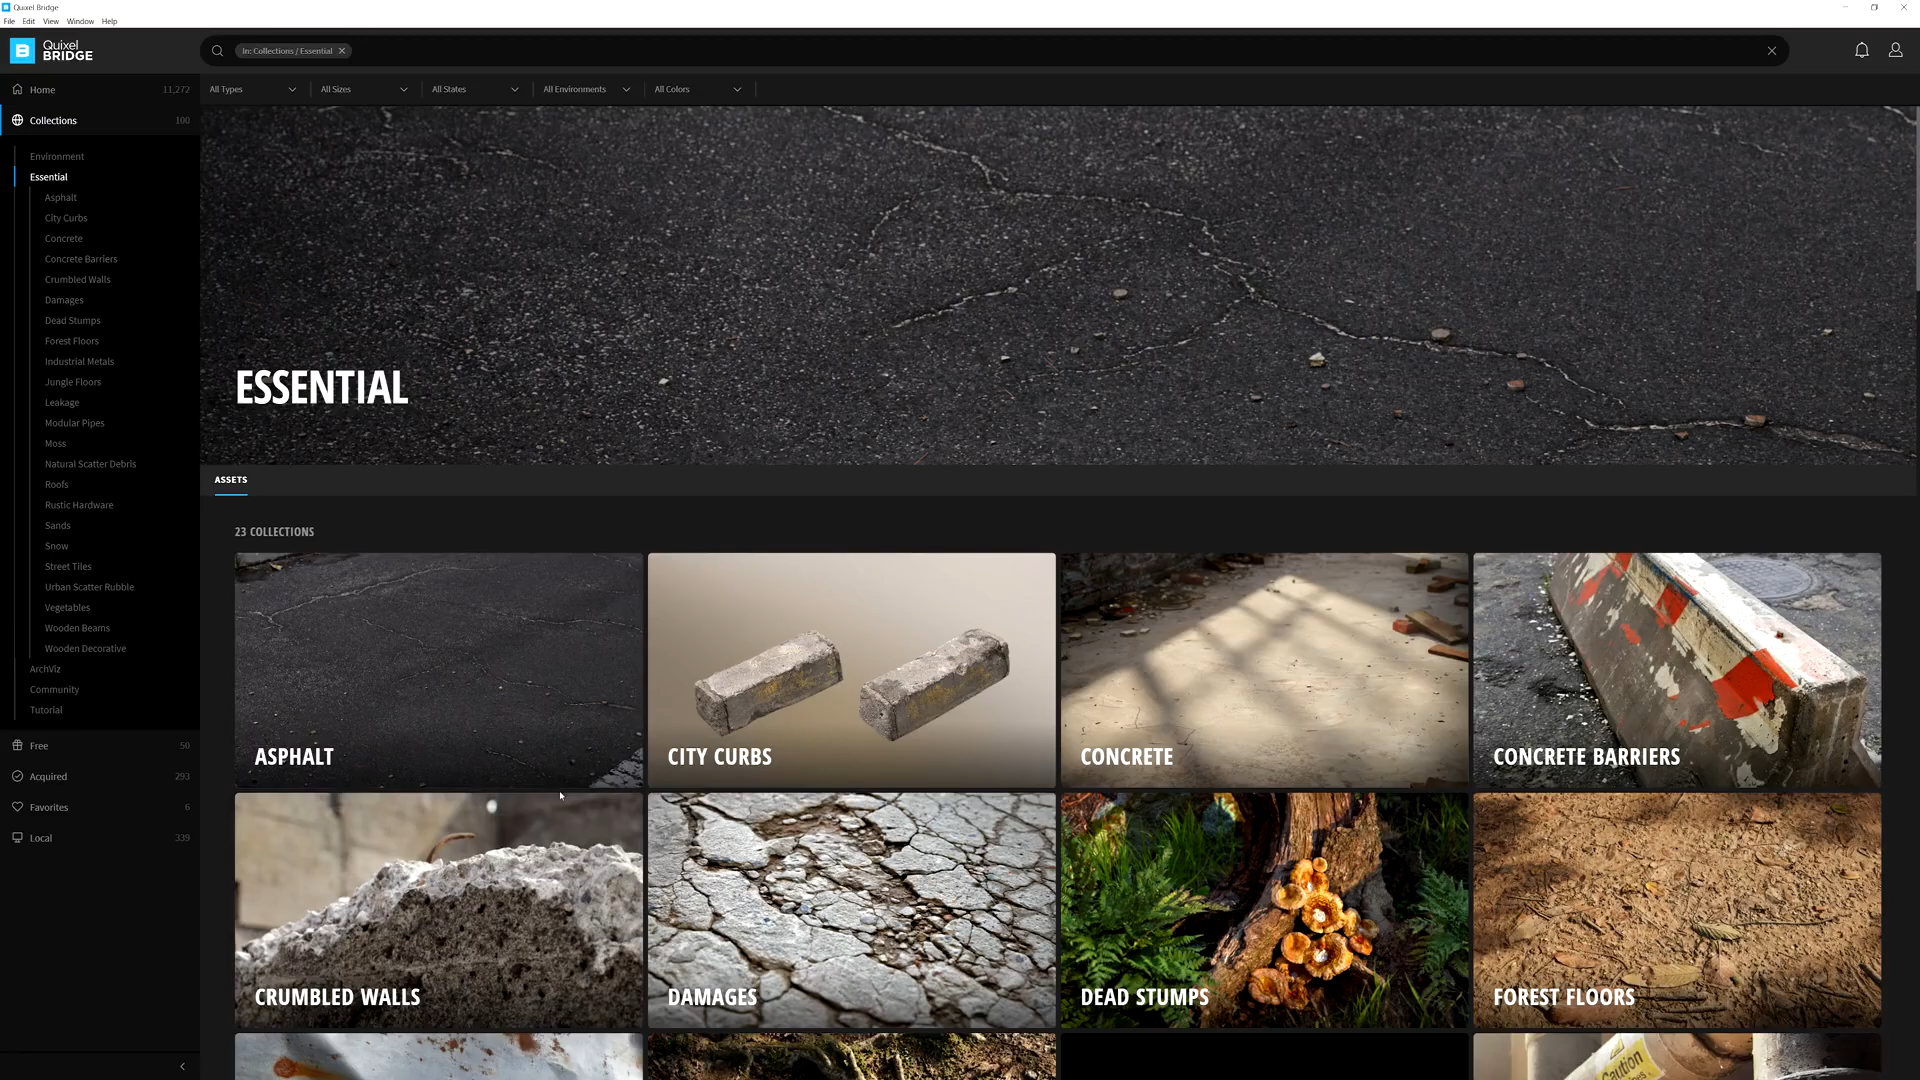 Quixel Bridge
File Edit View Window Help
Quixel
BRIDGE
In: Collections / Essential
Home 11,272
Collections 100
Environment
Essential
Asphalt
City Curbs
Concrete
Concrete Barriers
Crumbled Walls
Damages
Dead Stumps
Forest Floors
Industrial Metals
Jungle Floors
Leakage
Modular Pipes
Moss
Natural Scatter Debris
Roofs
Rustic Hardware
Sands
Snow
Street Tiles
Urban Scatter Rubble
Vegetables
Wooden Beams
Wooden Decorative
ArchViz
Community
Tutorial
Free 50
Acquired 293
Favorites 6
Local 339
All Types All Sizes All States All Environments All Colors
ESSENTIAL
ASSETS
23 COLLECTIONS
ASPHALT
CITY CURBS
CONCRETE
CONCRETE BARRIERS
CRUMBLED WALLS
DAMAGES
DEAD STUMPS
FOREST FLOORS
Caution